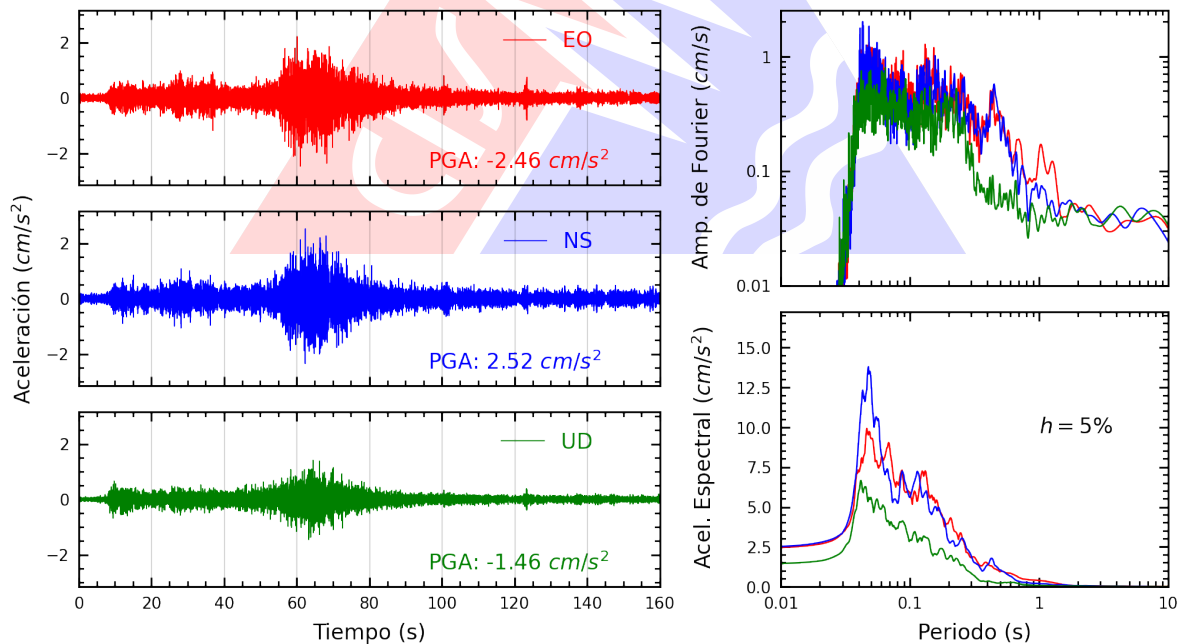 Aceleración (cm/s²)
2
0
−2
EO
PGA: -2.46 cm/s²
2
0
−2
NS
PGA: 2.52 cm/s²
2
0
−2
UD
PGA: -1.46 cm/s²
0 20 40 60 80 100 120 140 160
Tiempo (s)
Amp. de Fourier (cm/s)
1
0.1
0.01
Acel. Espectral (cm/s²)
15.0
12.5
10.0
7.5
5.0
2.5
0.0
h = 5%
0.01 0.1 1 10
Periodo (s)